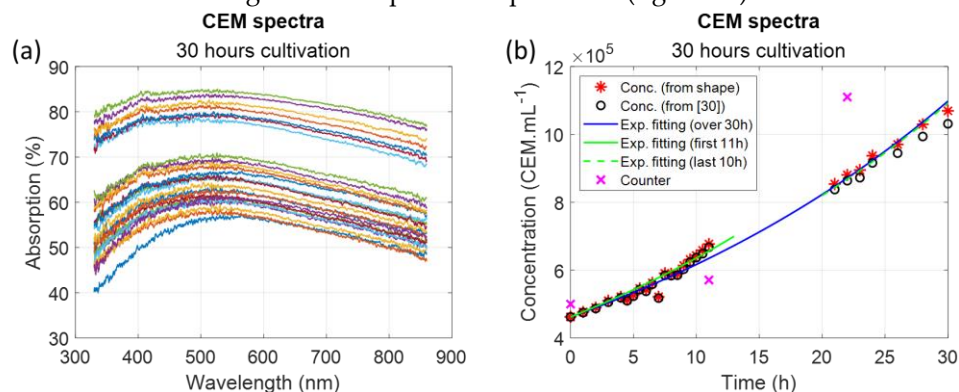 CEM spectra
(a)
30 hours cultivation
90
80
70
60
50
40
30
Absorption (%)
300 400 500 600 700 800 900
Wavelength (nm)
CEM spectra
(b)
30 hours cultivation
× 10⁵
12
10
8
6
4
Concentration (CEM.mL⁻¹)
Conc. (from shape)
Conc. (from [30])
Exp. fitting (over 30h)
Exp. fitting (first 11h)
Exp. fitting (last 10h)
Counter
0 5 10 15 20 25 30
Time (h)